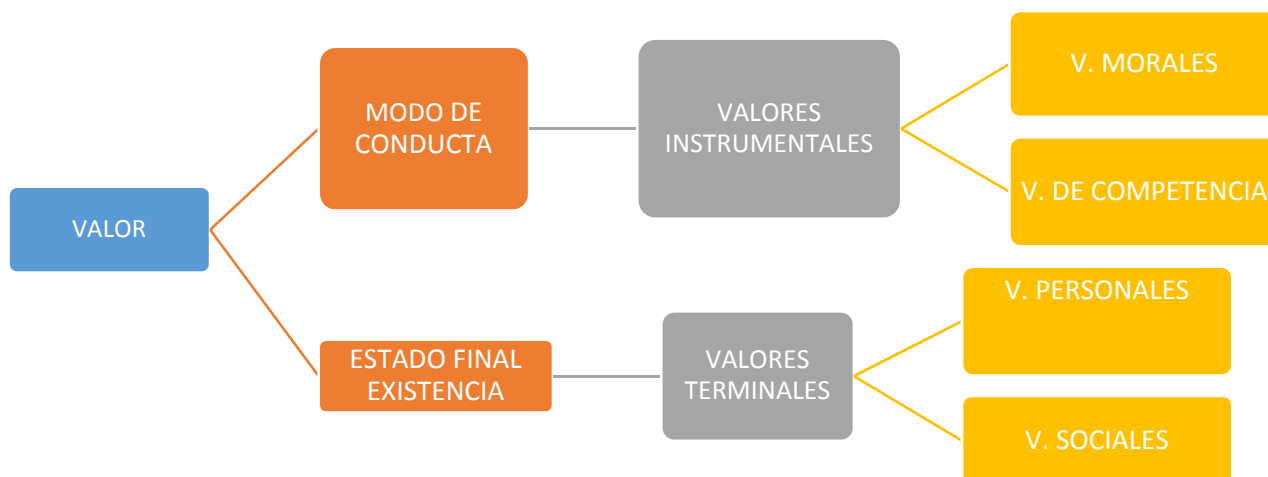 VALOR
MODO DE
CONDUCTA
VALORES
INSTRUMENTALES
V. MORALES
V. DE COMPETENCIA
ESTADO FINAL
EXISTENCIA
VALORES
TERMINALES
V. PERSONALES
V. SOCIALES